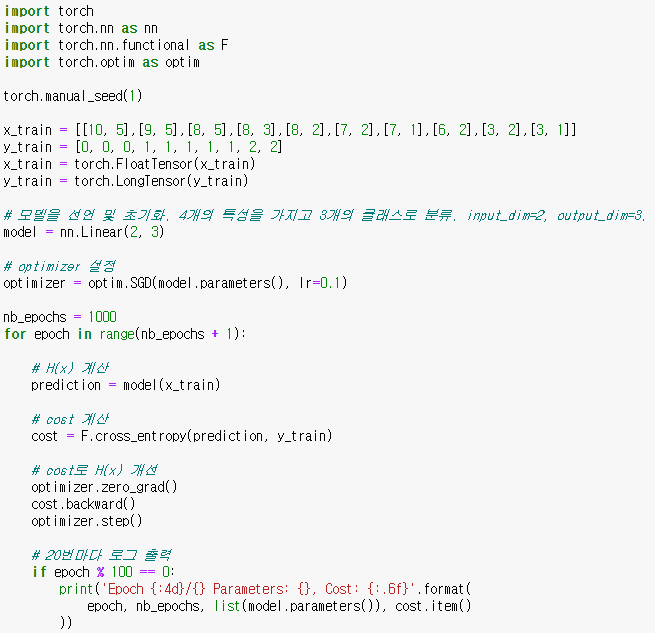 import torch
import torch.nn as nn
import torch.nn.functional as F
import torch.optim as optim
torch.manual_seed(1)
x_train = [[10, 5],[9, 5],[8, 5],[8, 3],[8, 2],[7, 2],[7, 1],[6, 2],[3, 2],[3, 1]]
y_train = [0, 0, 0, 1, 1, 1, 1, 1, 2, 2]
x_train = torch.FloatTensor(x_train)
y_train = torch.LongTensor(y_train)
# 모델을 선언 및 초기화. 4개의 특성을 가지고 3개의 클래스로 분류. input_dim=2, output_dim=3.
model = nn.Linear(2, 3)
# optimizer 설정
optimizer = optim.SGD(model.parameters(), lr=0.1)
nb_epochs = 1000
for epoch in range(nb_epochs + 1):
# H(x) 계산
prediction = model(x_train)
# cost 계산
cost = F.cross_entropy(prediction, y_train)
# cost로 H(x) 개선
optimizer.zero_grad()
cost.backward()
optimizer.step()
# 20번마다 로그 출력
if epoch % 100 == 0:
print('Epoch {:4d}/{} Parameters: {}, Cost: {:.6f}'.format(
epoch, nb_epochs, list(model.parameters()), cost.item()
))